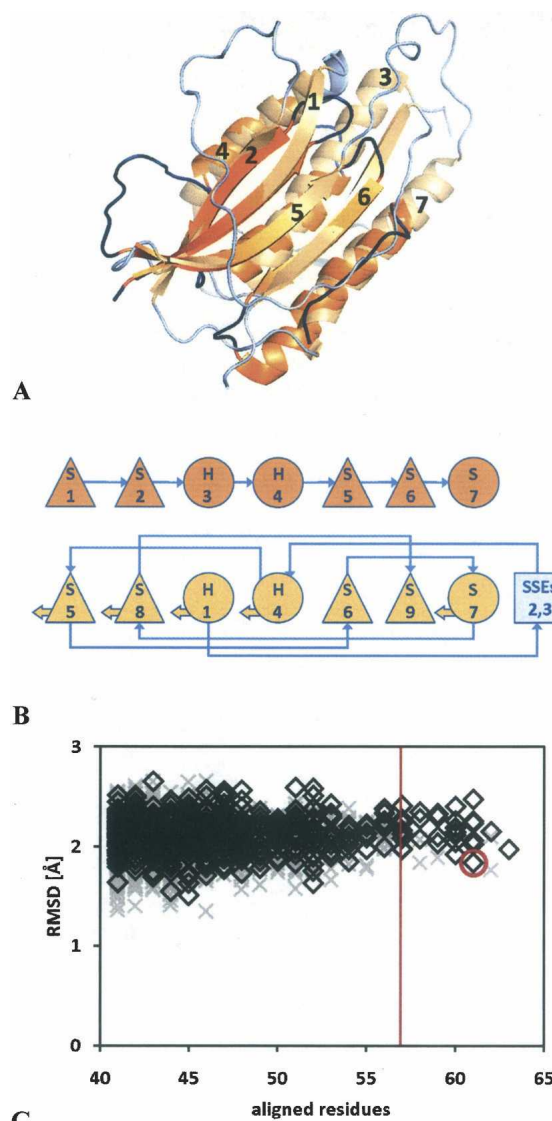 3
1
4
2
5
6
7
A
S S H H S S S
1 2 3 4 5 6 7
S S H H S S S SSEs
5 8 1 4 6 9 7 2,3
B
3
2
1
0
RMSD [Å]
40 45 50 55 60 65
aligned residues
C